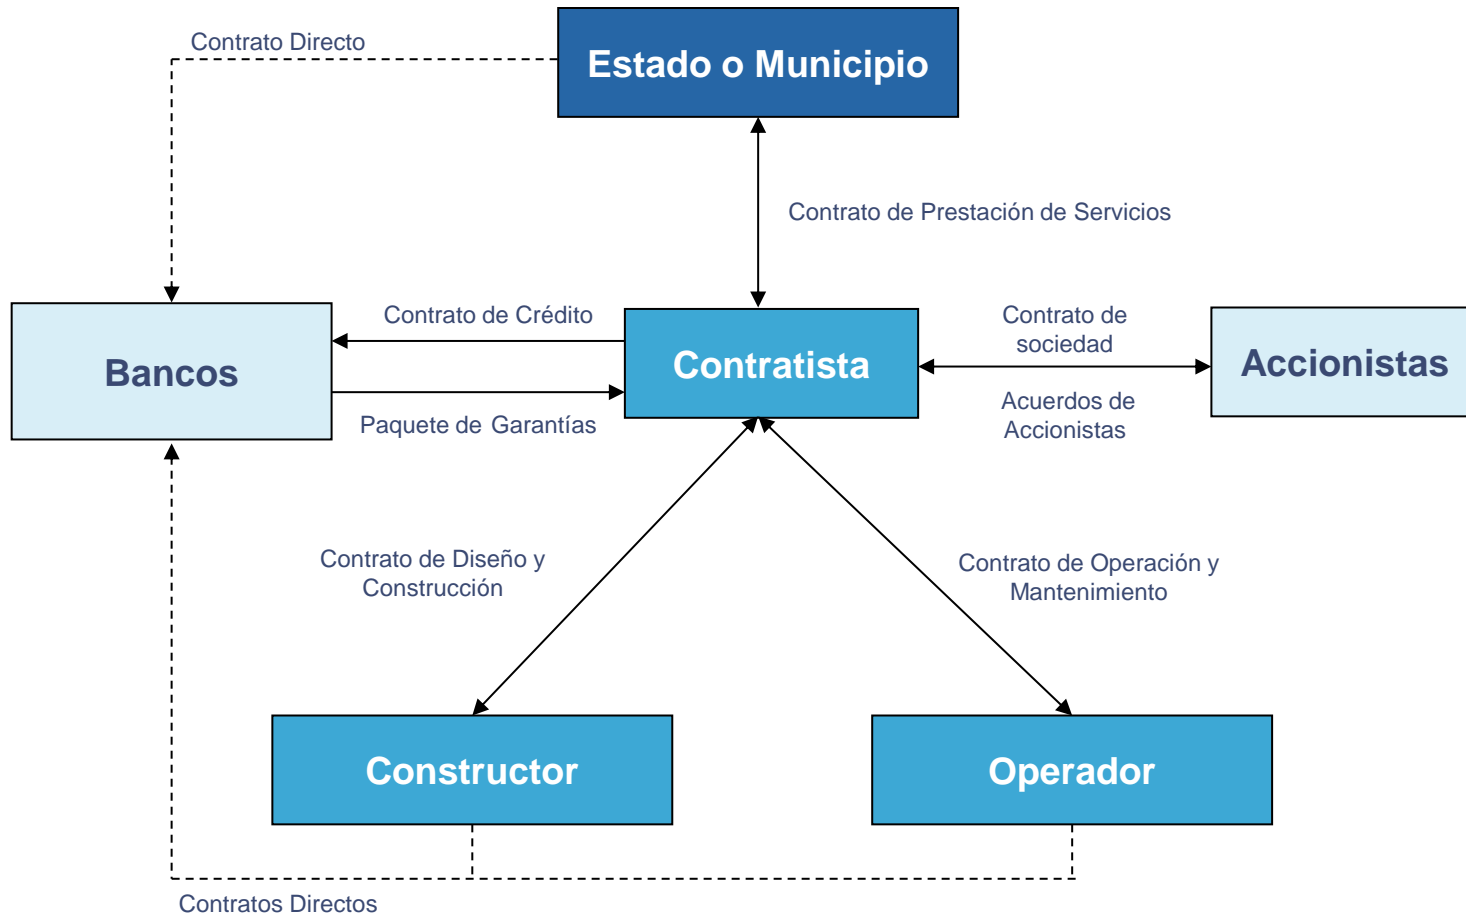 Contrato Directo
Estado o Municipio
Contrato de Prestación de Servicios
Contrato de Crédito
Contrato de
sociedad
Bancos
Contratista
Accionistas
Paquete de Garantías
Acuerdos de
Accionistas
Contrato de Diseño y
Construcción
Contrato de Operación y
Mantenimiento
Constructor
Operador
Contratos Directos